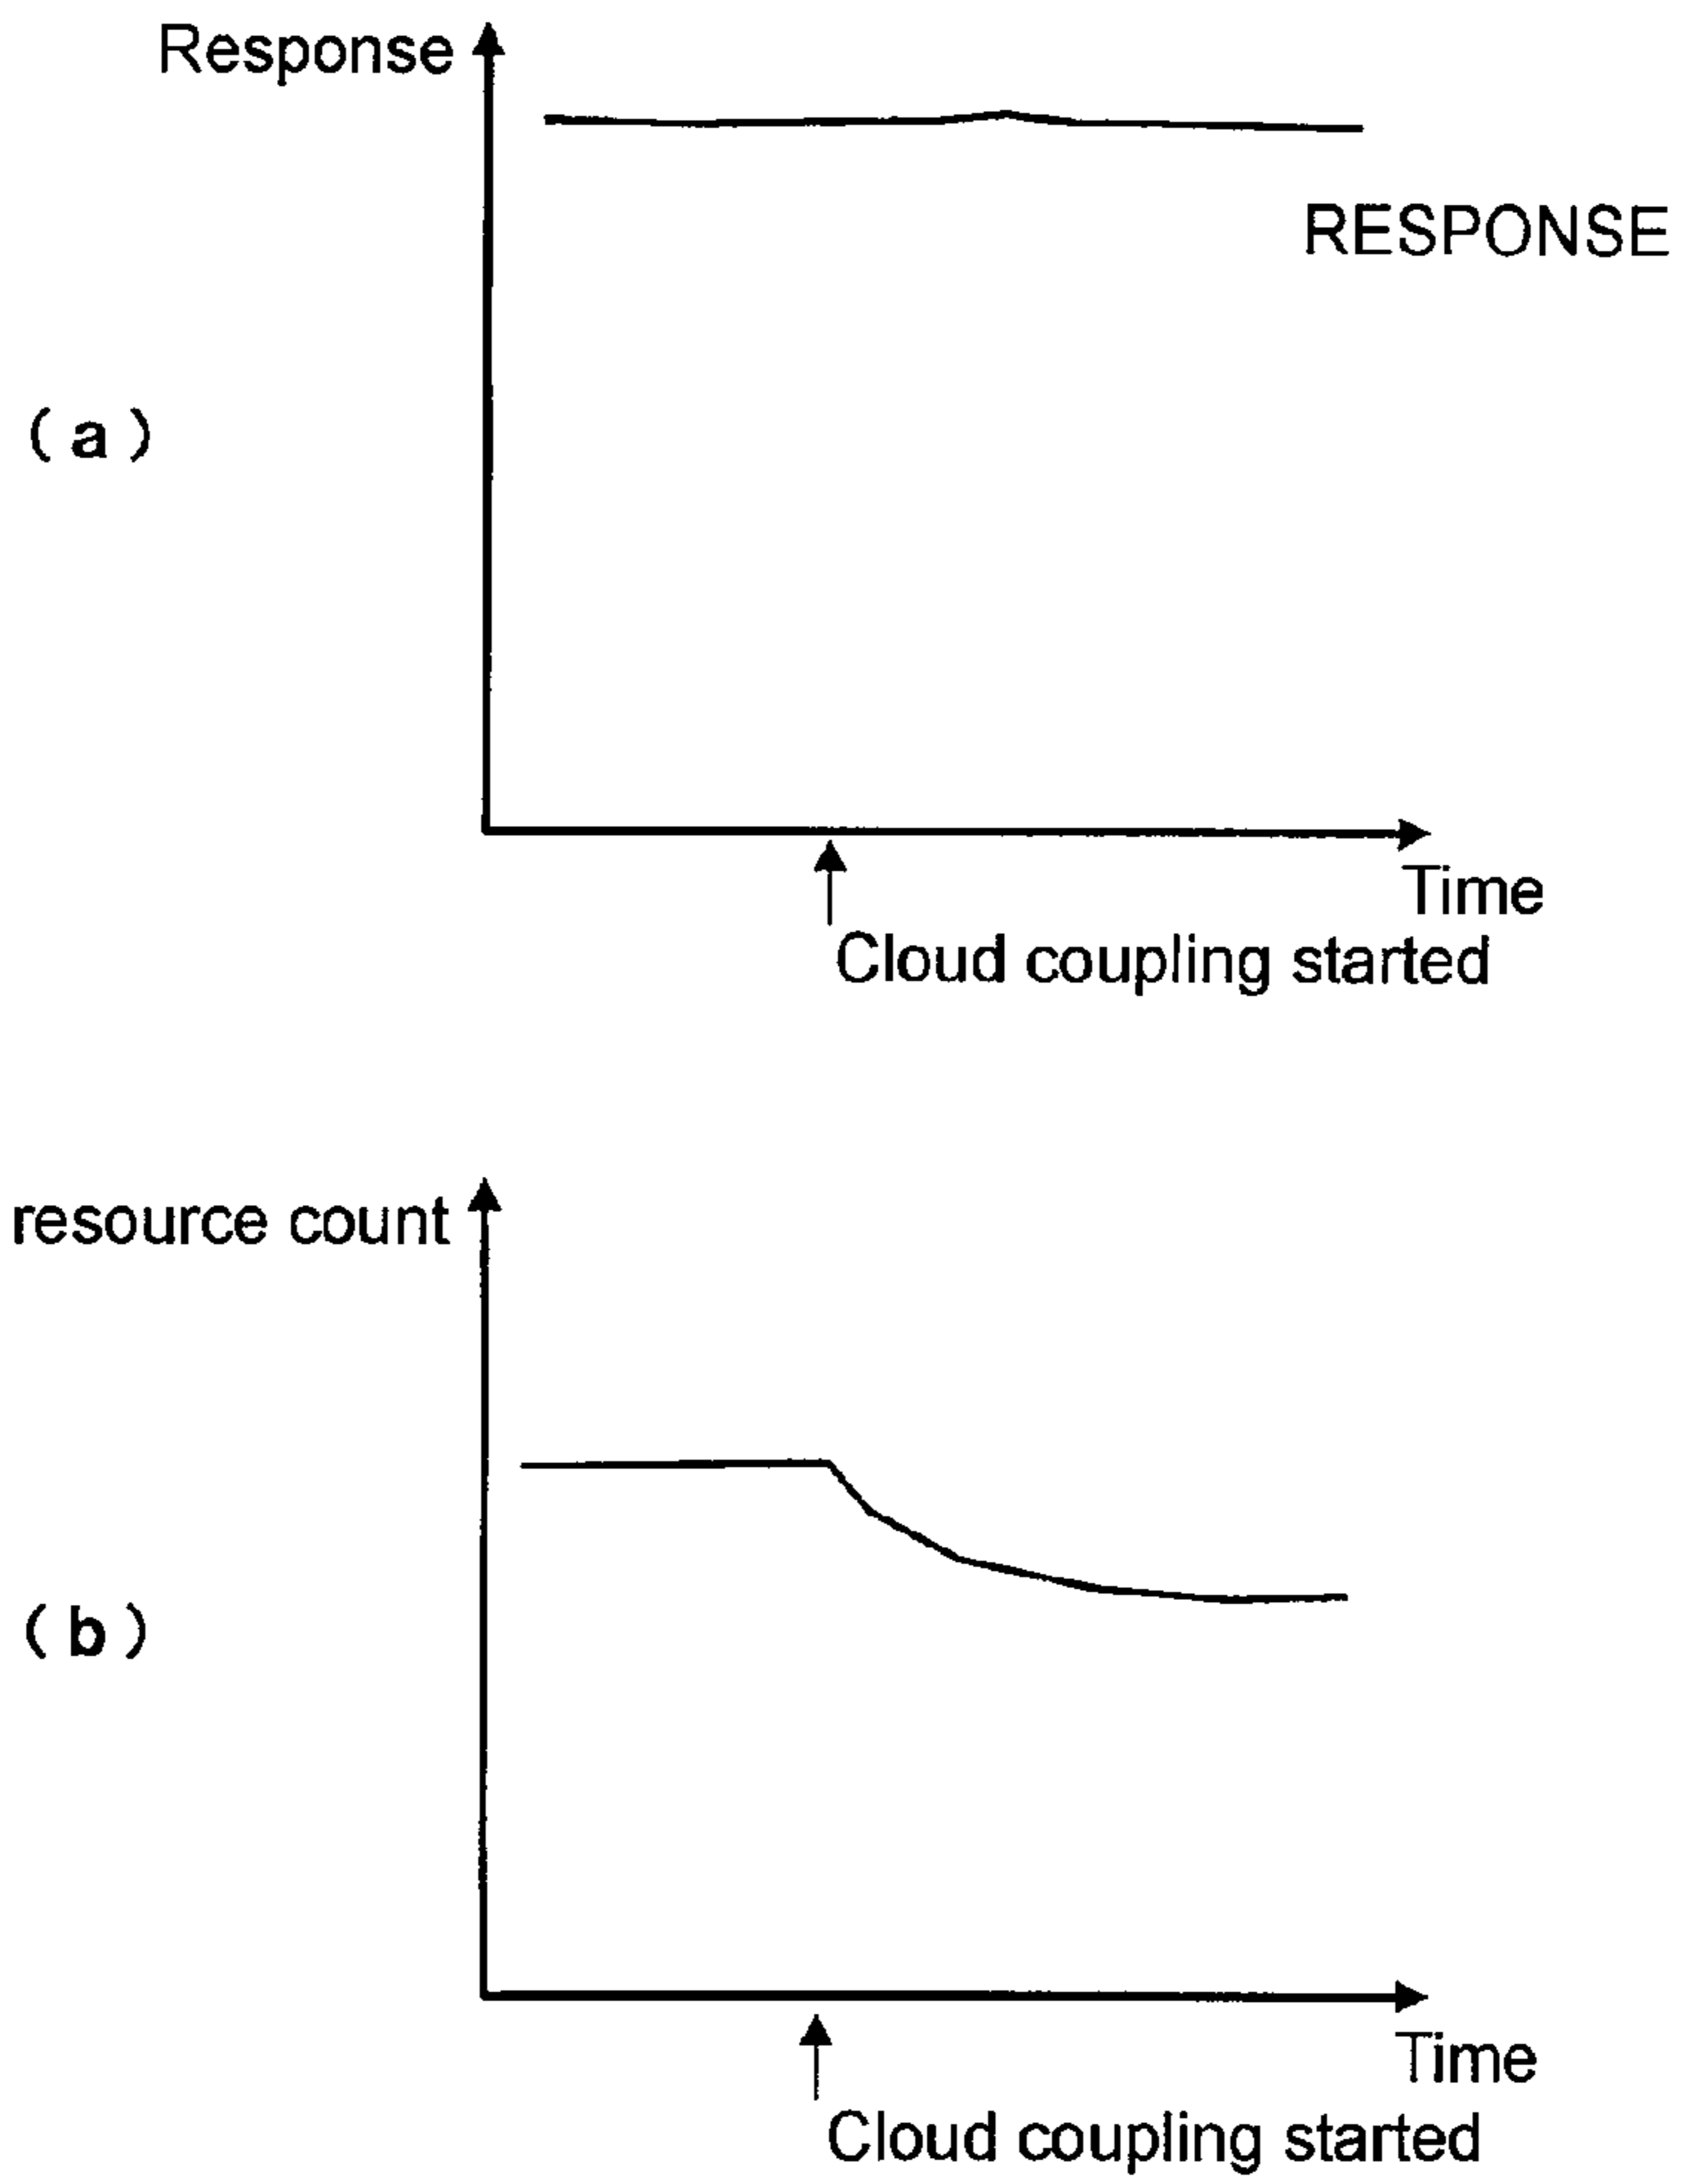 Response
RESPONSE
(a)
Time
Cloud coupling started
resource count
(b)
Time
Cloud coupling started